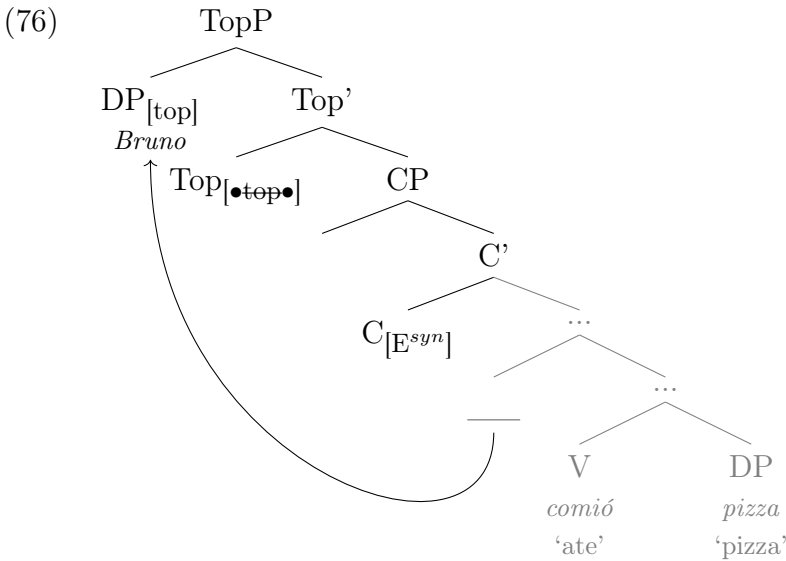 (76)
TopP
DP[top]
Top'
Bruno
Top[•top•]
CP
C'
C[E^syn]
...
...
V
DP
comió
pizza
'ate'
'pizza'